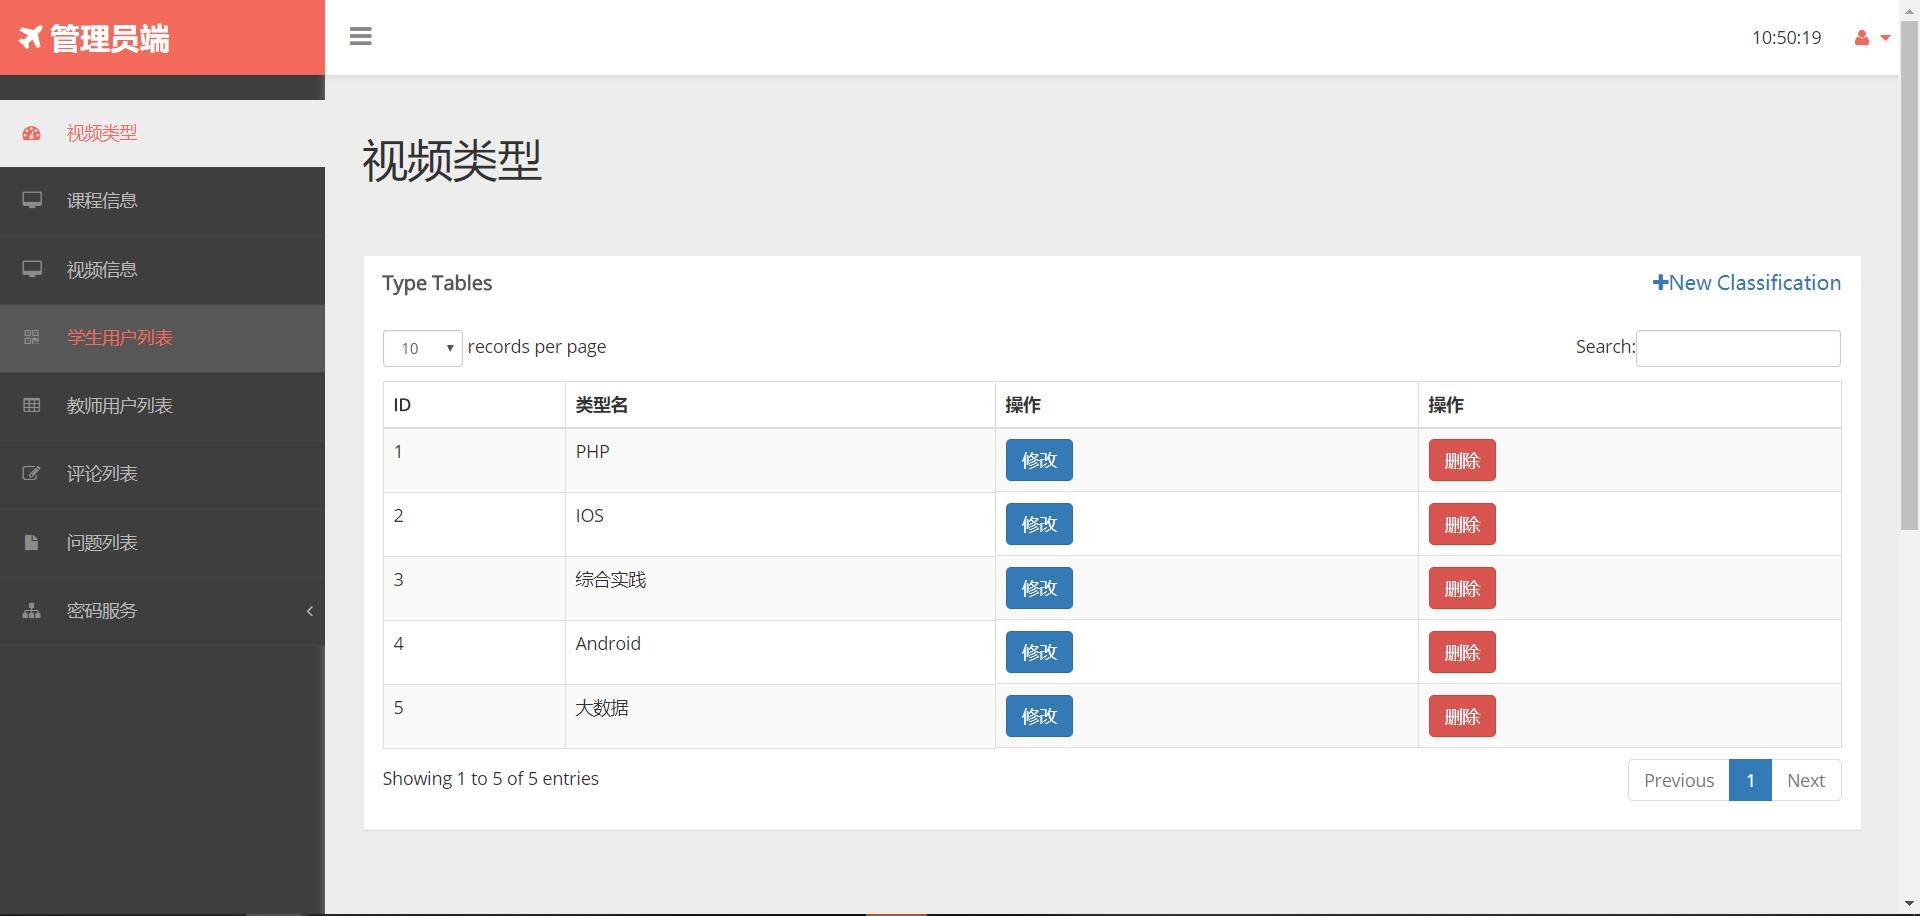 管理员端
10:50:19
视频类型
课程信息
视频信息
学生用户列表
教师用户列表
评论列表
问题列表
密码服务
视频类型
Type Tables
New Classification
10 records per page
Search:
ID 类型名 操作 操作
1 PHP 修改 删除
2 IOS 修改 删除
3 综合实践 修改 删除
4 Android 修改 删除
5 大数据 修改 删除
Showing 1 to 5 of 5 entries
Previous 1 Next